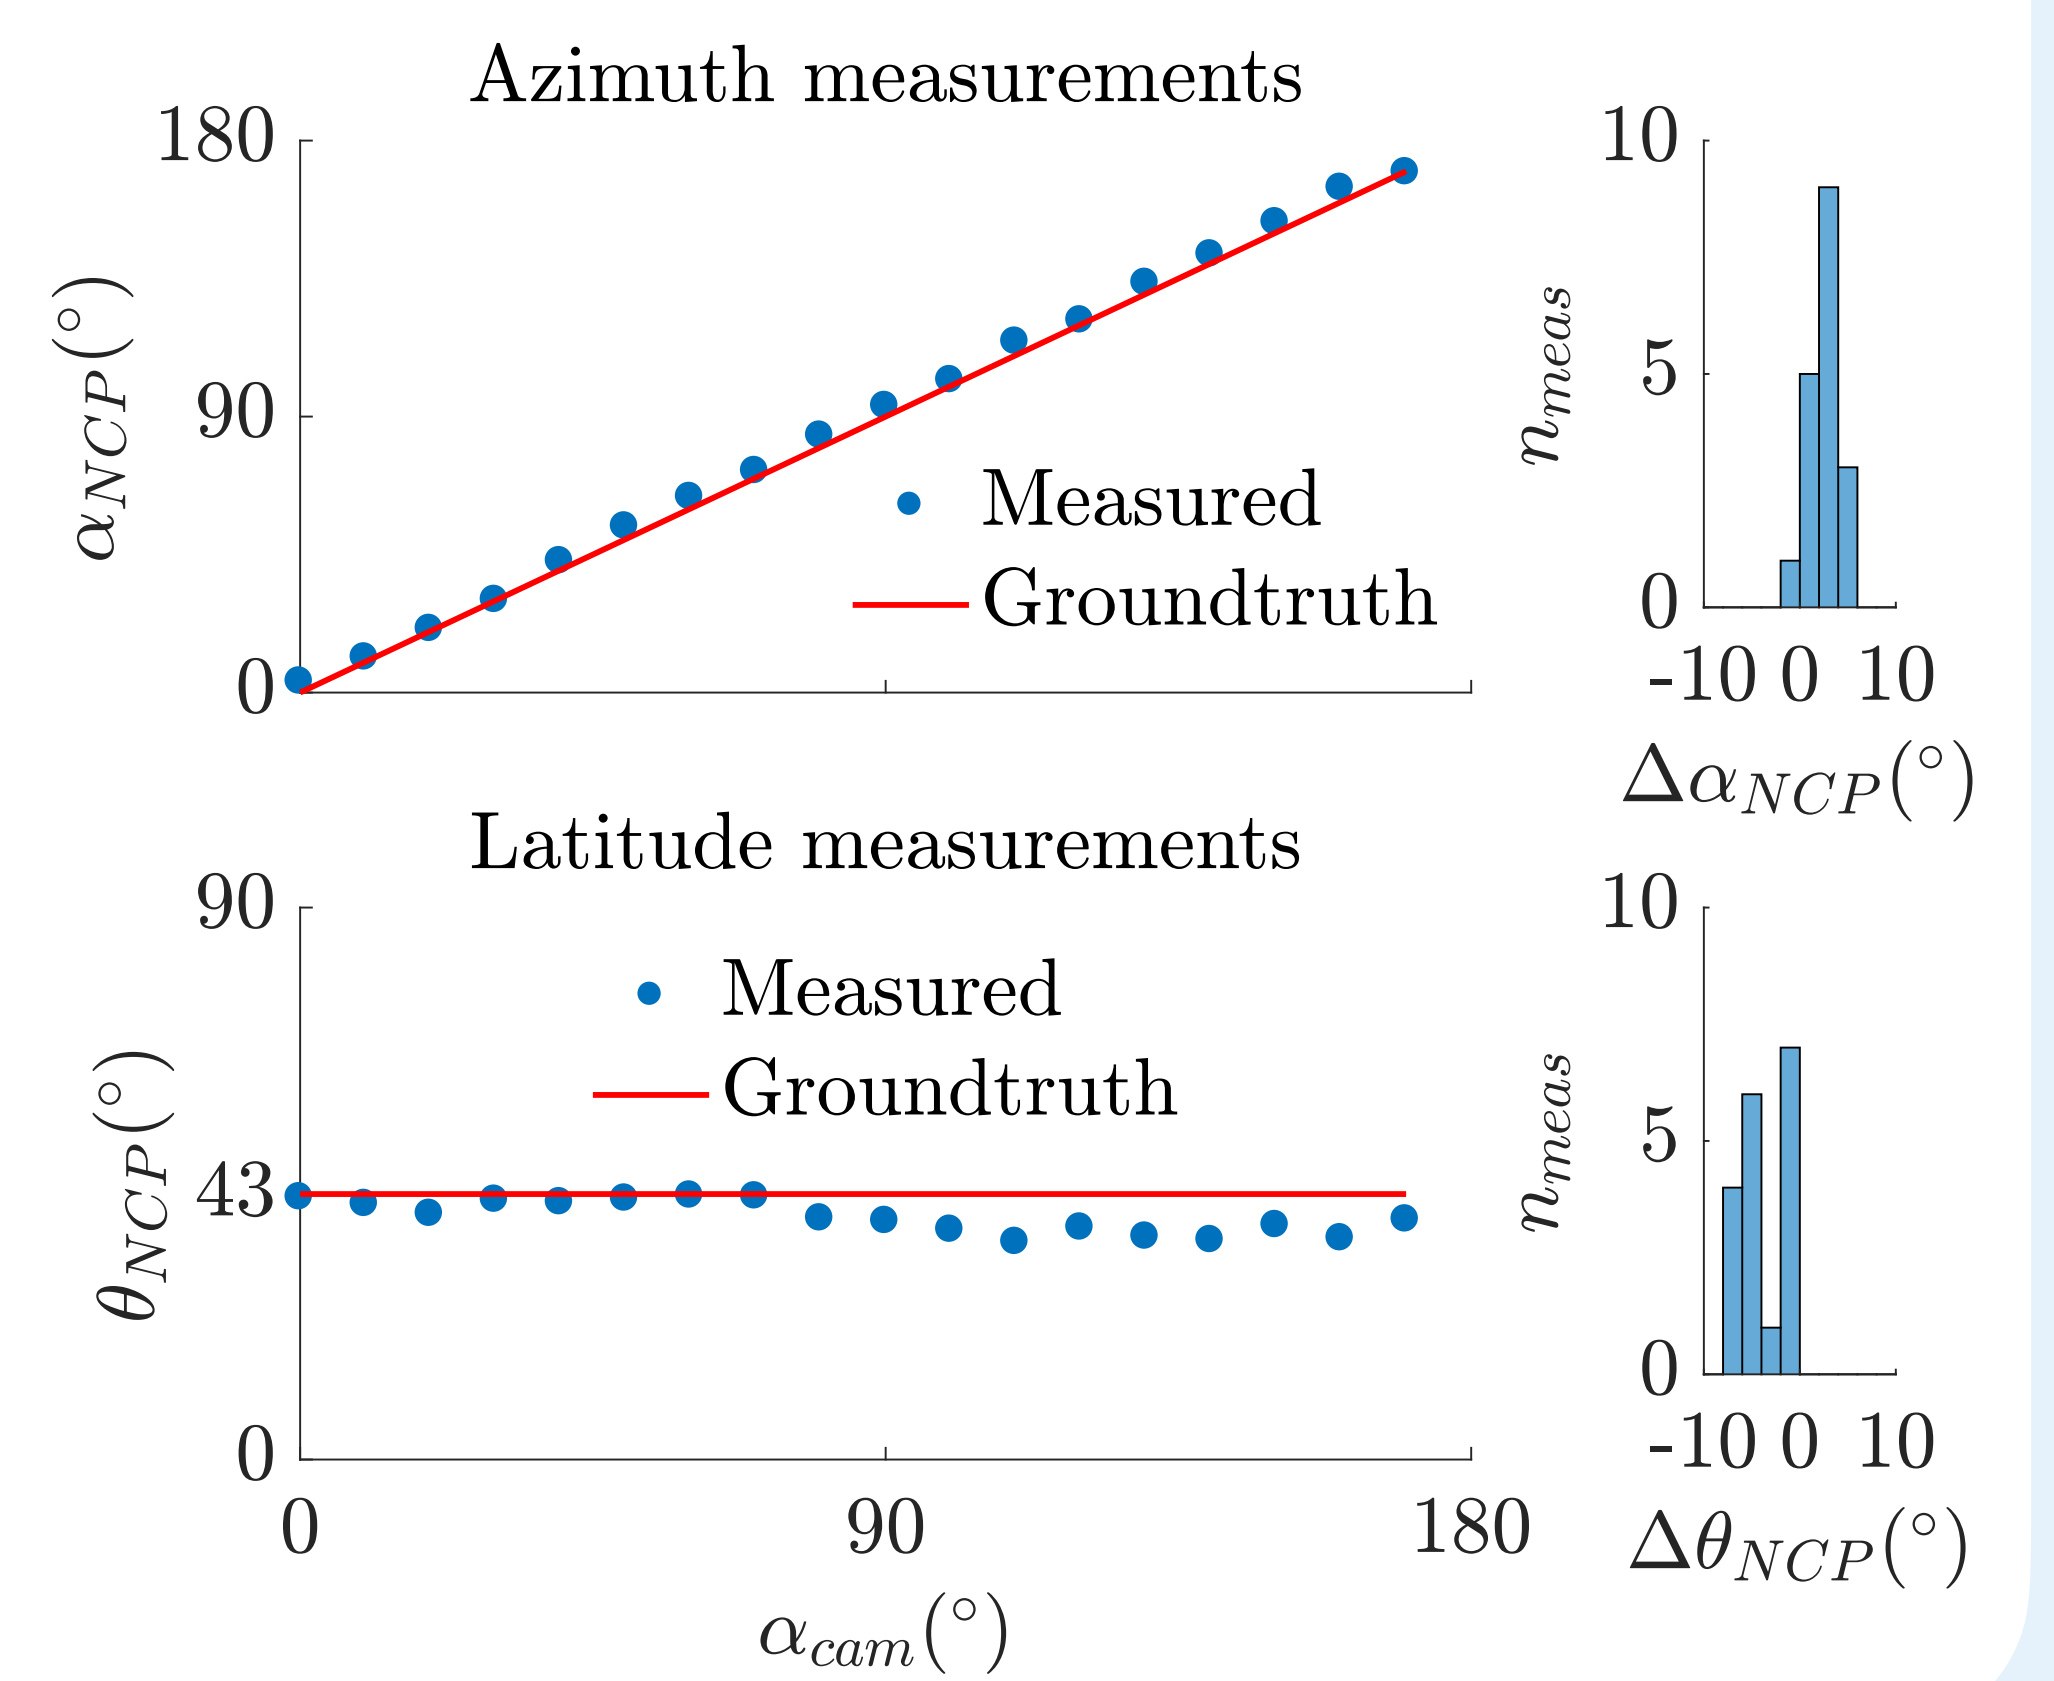 Azimuth measurements
180
90
0
α_NCP(°)
Measured
Groundtruth
10
5
0
n_meas
-10 0 10
Δα_NCP(°)
Latitude measurements
90
43
0
θ_NCP(°)
Measured
Groundtruth
0 90 180
α_cam(°)
10
5
0
n_meas
-10 0 10
Δθ_NCP(°)